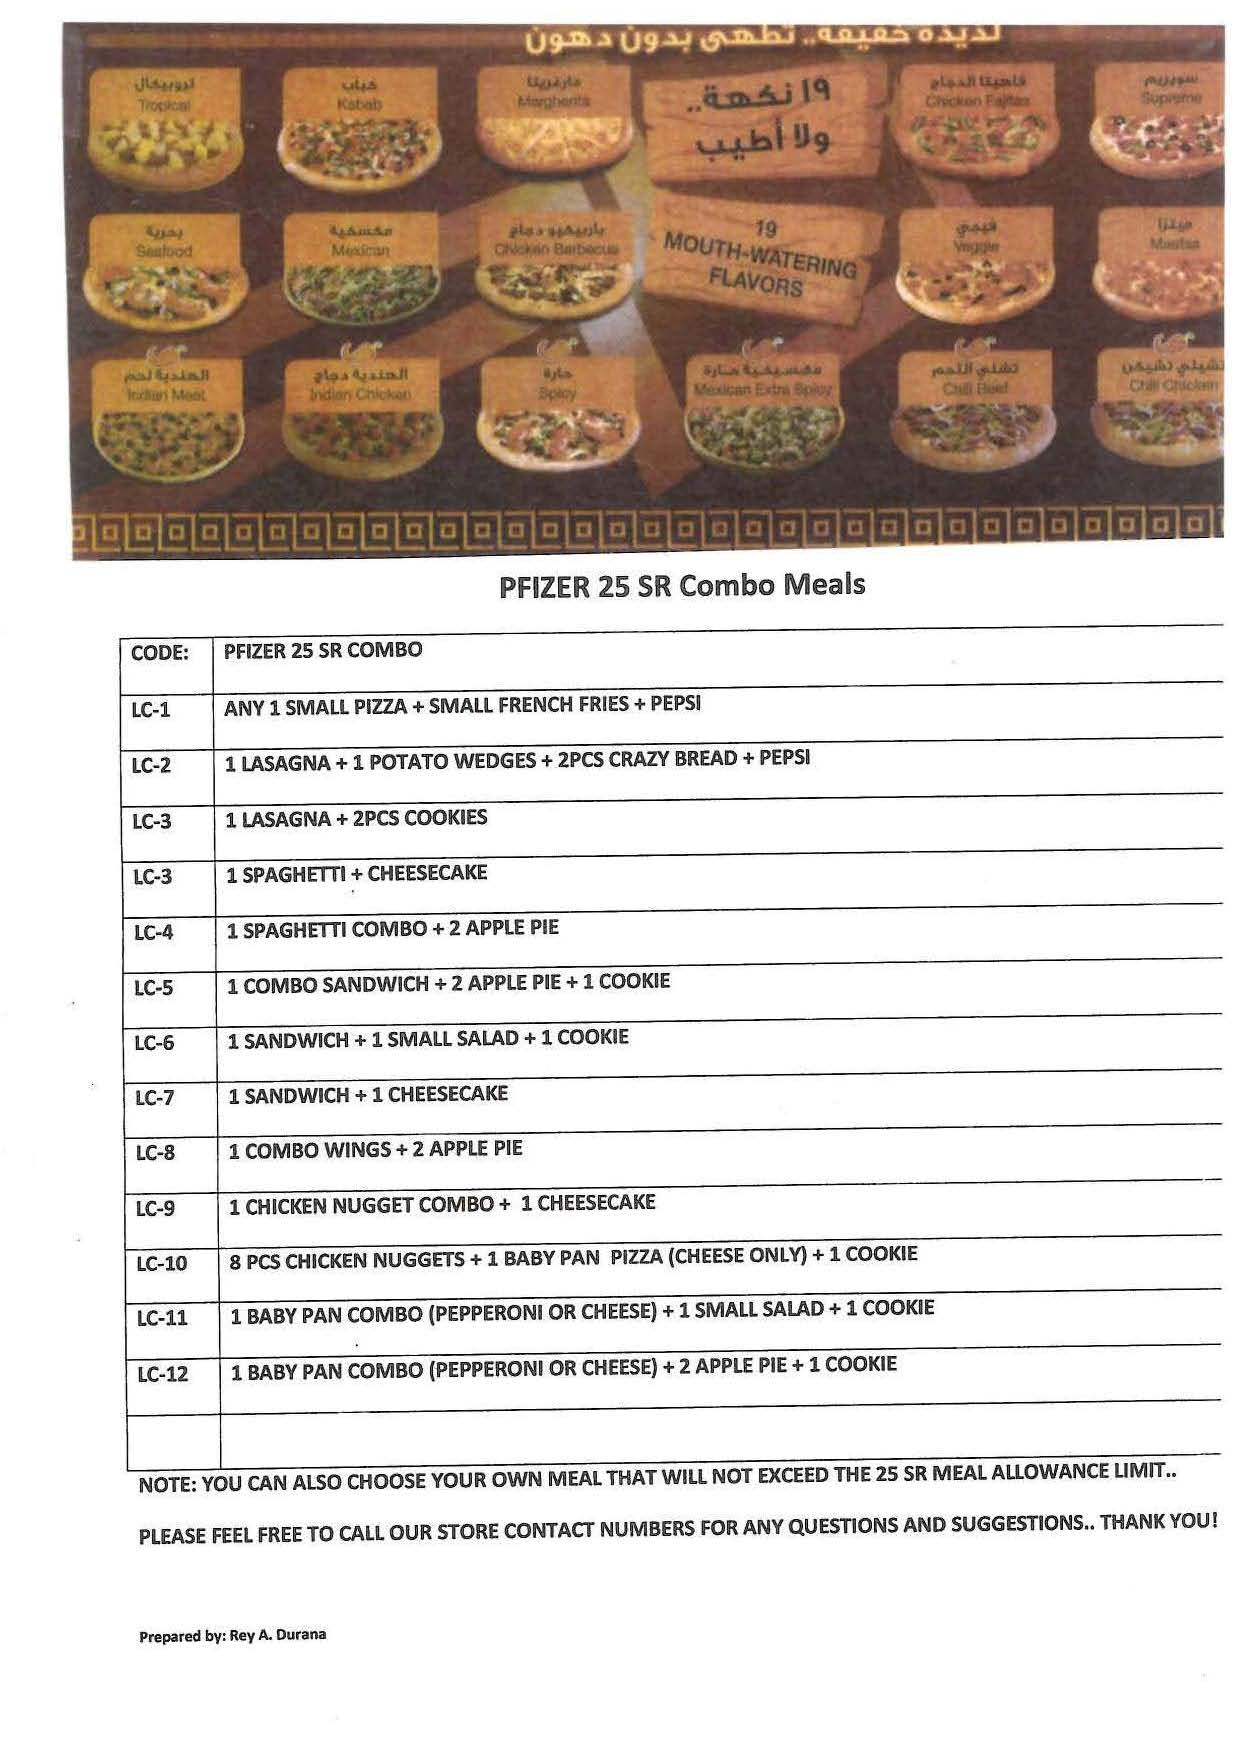 لذيذة خفيفة.. تطهى بدون دهون
تروبيكال
Tropical
كباب
Kabab
مارغريتا
Margherita
١٩ نكهة..
ولا أطيب
فاهيتا الدجاج
Chicken Fajitas
سوبريم
Supreme
بحرية
Seafood
مكسكية
Mexican
باربيكيو دجاج
Chicken Barbecue
19
MOUTH-WATERING
FLAVORS
فيجي
Veggie
ميتزا
الهندية لحم
Indian Meat
الهندية دجاج
Indian Chicken
حارة
Spicy
مكسيكية حارة
Mexican Extra Spicy
تشلي اللحم
Chili Beef
تشيلي تشيكن
Chili Chicken
PFIZER 25 SR Combo Meals
CODE: PFIZER 25 SR COMBO
LC-1 ANY 1 SMALL PIZZA + SMALL FRENCH FRIES + PEPSI
LC-2 1 LASAGNA + 1 POTATO WEDGES + 2PCS CRAZY BREAD + PEPSI
LC-3 1 LASAGNA + 2PCS COOKIES
LC-3 1 SPAGHETTI + CHEESECAKE
LC-4 1 SPAGHETTI COMBO + 2 APPLE PIE
LC-5 1 COMBO SANDWICH + 2 APPLE PIE + 1 COOKIE
LC-6 1 SANDWICH + 1 SMALL SALAD + 1 COOKIE
LC-7 1 SANDWICH + 1 CHEESECAKE
LC-8 1 COMBO WINGS + 2 APPLE PIE
LC-9 1 CHICKEN NUGGET COMBO + 1 CHEESECAKE
LC-10 8 PCS CHICKEN NUGGETS + 1 BABY PAN PIZZA (CHEESE ONLY) + 1 COOKIE
LC-11 1 BABY PAN COMBO (PEPPERONI OR CHEESE) + 1 SMALL SALAD + 1 COOKIE
LC-12 1 BABY PAN COMBO (PEPPERONI OR CHEESE) + 2 APPLE PIE + 1 COOKIE
NOTE: YOU CAN ALSO CHOOSE YOUR OWN MEAL THAT WILL NOT EXCEED THE 25 SR MEAL ALLOWANCE LIMIT..
PLEASE FEEL FREE TO CALL OUR STORE CONTACT NUMBERS FOR ANY QUESTIONS AND SUGGESTIONS.. THANK YOU!
Prepared by: Rey A. Durana